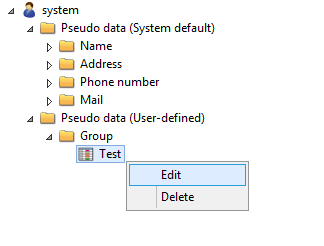 system
Pseudo data (System default)
Name
Address
Phone number
Mail
Pseudo data (User-defined)
Group
Test
Edit
Delete